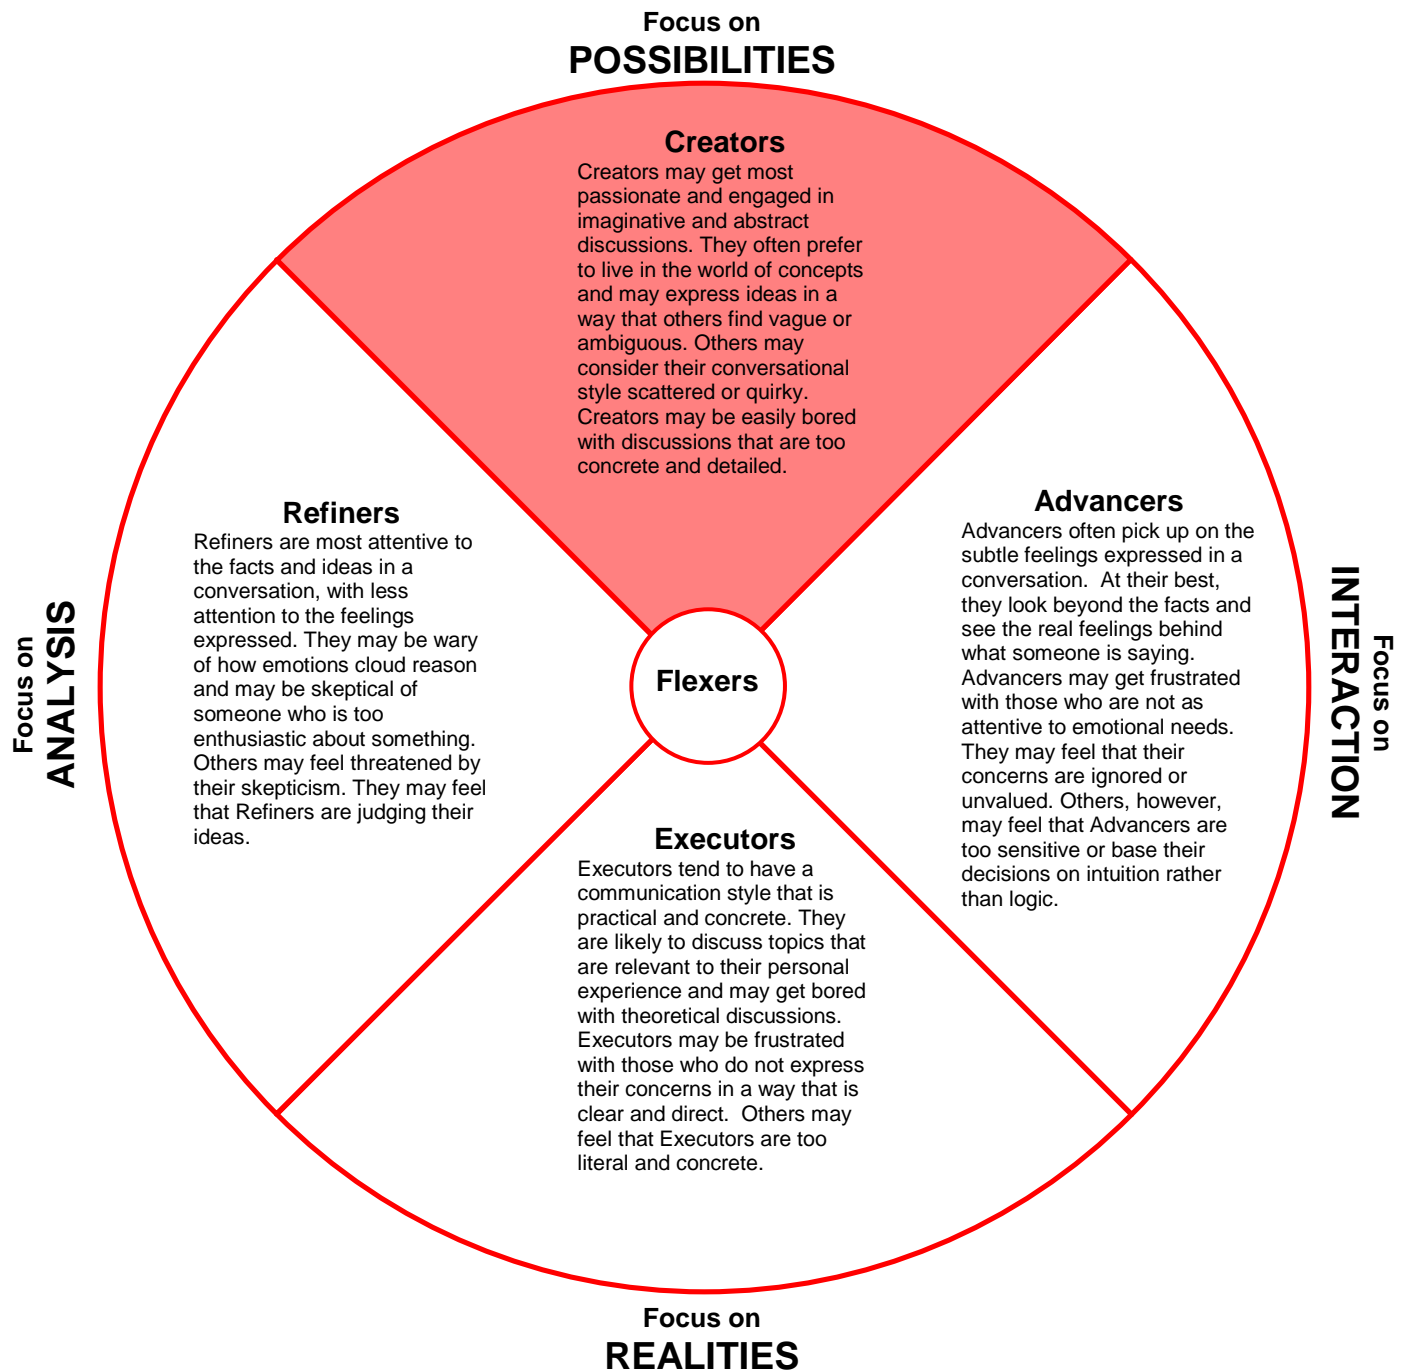 Focus on
POSSIBILITIES
Creators
Creators may get most
passionate and engaged in
imaginative and abstract
discussions. They often prefer
to live in the world of concepts
and may express ideas in a
way that others find vague or
ambiguous. Others may
consider their conversational
style scattered or quirky.
Creators may be easily bored
with discussions that are too
concrete and detailed.
Focus on
ANALYSIS
Refiners
Refiners are most attentive to
the facts and ideas in a
conversation, with less
attention to the feelings
expressed. They may be wary
of how emotions cloud reason
and may be skeptical of
someone who is too
enthusiastic about something.
Others may feel threatened by
their skepticism. They may feel
that Refiners are judging their
ideas.
Flexers
Advancers
Advancers often pick up on the
subtle feelings expressed in a
conversation.  At their best,
they look beyond the facts and
see the real feelings behind
what someone is saying.
Advancers may get frustrated
with those who are not as
attentive to emotional needs.
They may feel that their
concerns are ignored or
unvalued. Others, however,
may feel that Advancers are
too sensitive or base their
decisions on intuition rather
than logic.
Focus on
INTERACTION
Executors
Executors tend to have a
communication style that is
practical and concrete. They
are likely to discuss topics that
are relevant to their personal
experience and may get bored
with theoretical discussions.
Executors may be frustrated
with those who do not express
their concerns in a way that is
clear and direct.  Others may
feel that Executors are too
literal and concrete.
Focus on
REALITIES